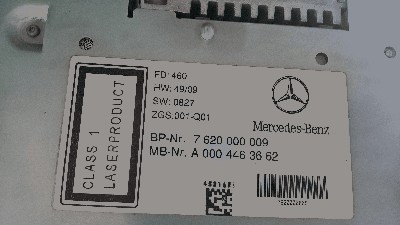 CLASS 1
LASERPRODUCT
FD: 460
HW: 49/09
SW: 0827
ZGS:001-Q01
Mercedes-Benz
BP-Nr. 7 620 000 009
MB-Nr. A 000 446 36 62